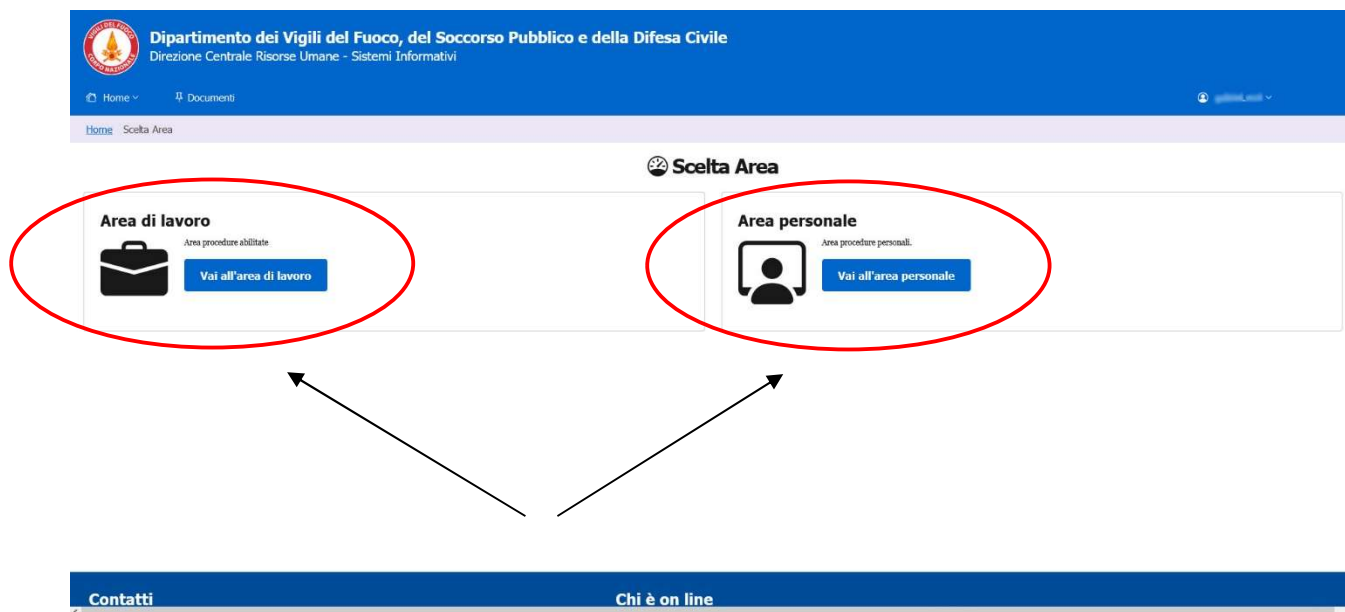 Dipartimento dei Vigili del Fuoco, del Soccorso Pubblico e della Difesa Civile
Direzione Centrale Risorse Umane - Sistemi Informativi
Home
Documenti
Home Scelta Area
Scelta Area
Area di lavoro
Area procedure abilitate
Vai all'area di lavoro
Area personale
Area procedure personali.
Vai all'area personale
Contatti
Chi è on line